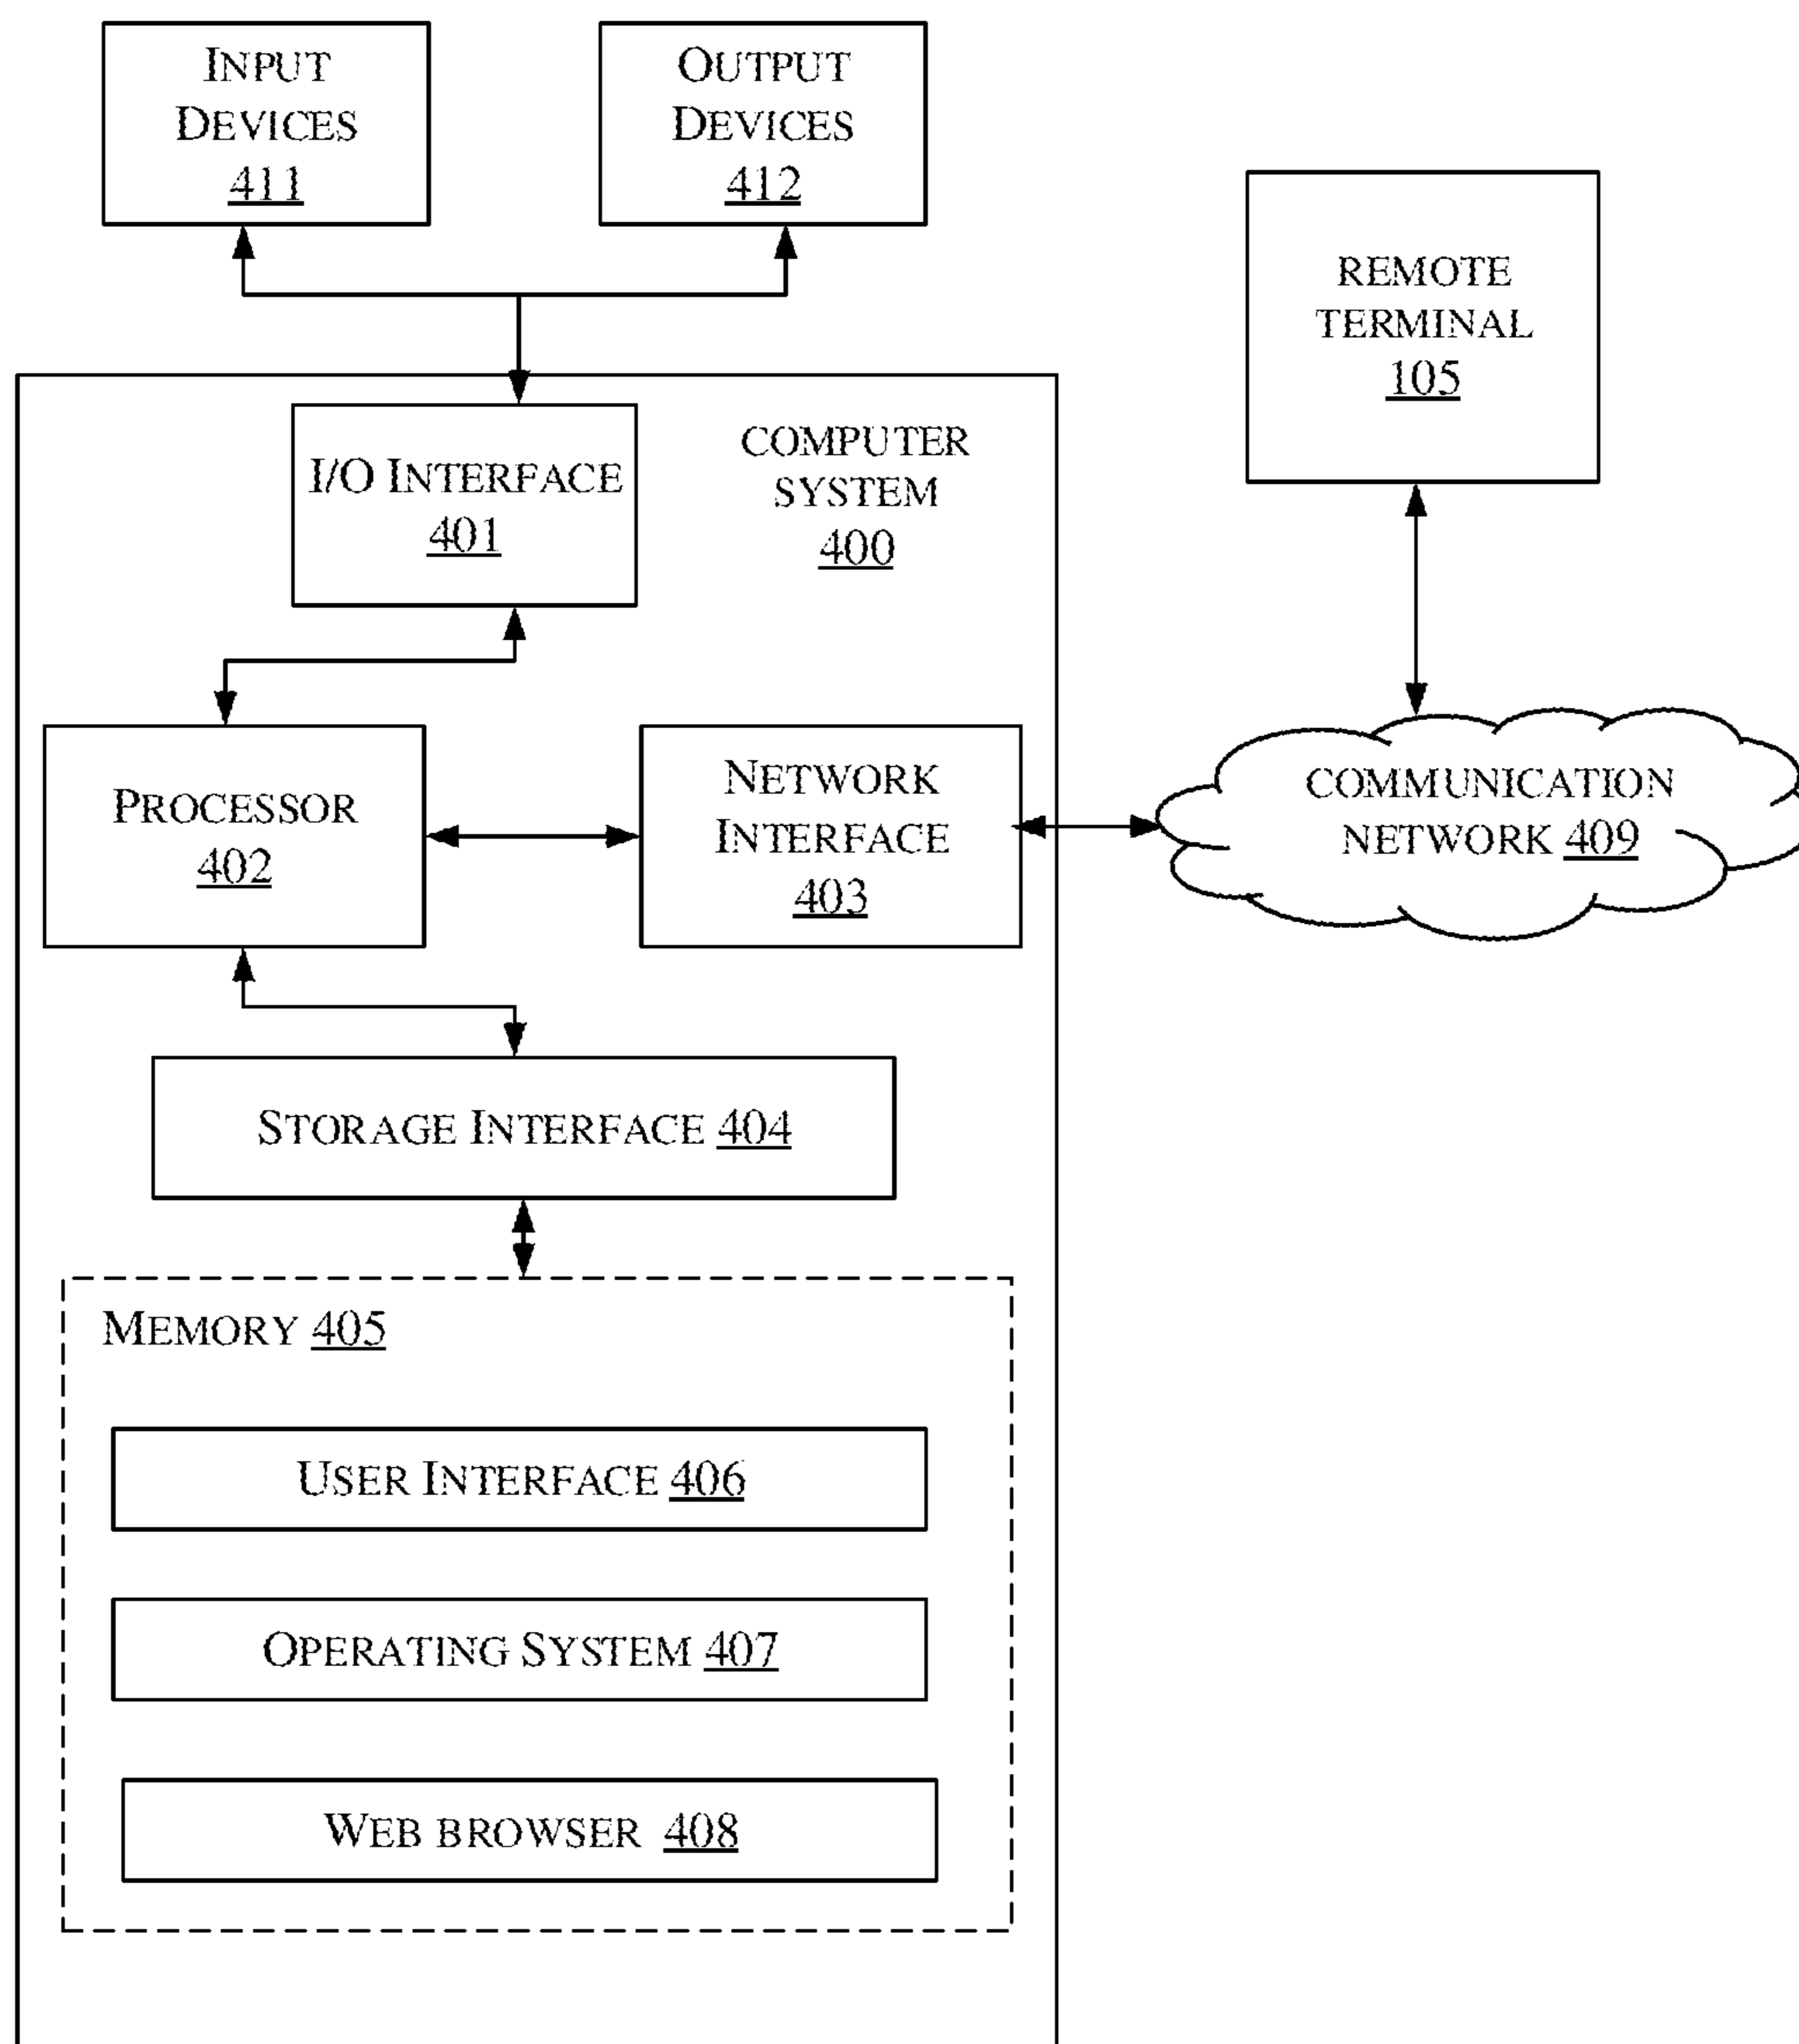 INPUT
DEVICES
411
OUTPUT
DEVICES
412
REMOTE
TERMINAL
105
I/O INTERFACE
401
COMPUTER
SYSTEM
400
PROCESSOR
402
NETWORK
INTERFACE
403
COMMUNICATION
NETWORK 409
STORAGE INTERFACE 404
MEMORY 405
USER INTERFACE 406
OPERATING SYSTEM 407
WEB BROWSER 408